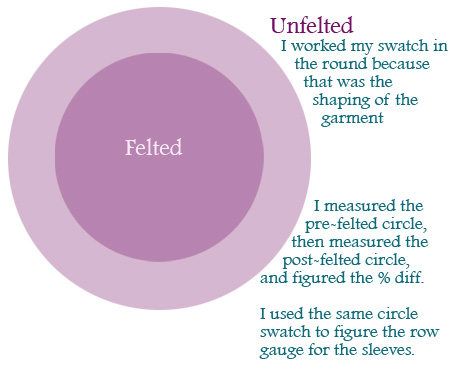 Unfelted
I worked my swatch in
the round because
that was the
shaping of the
garment
Felted
I measured the
pre-felted circle,
then measured the
post-felted circle,
and figured the % diff.
I used the same circle
swatch to figure the row
gauge for the sleeves.